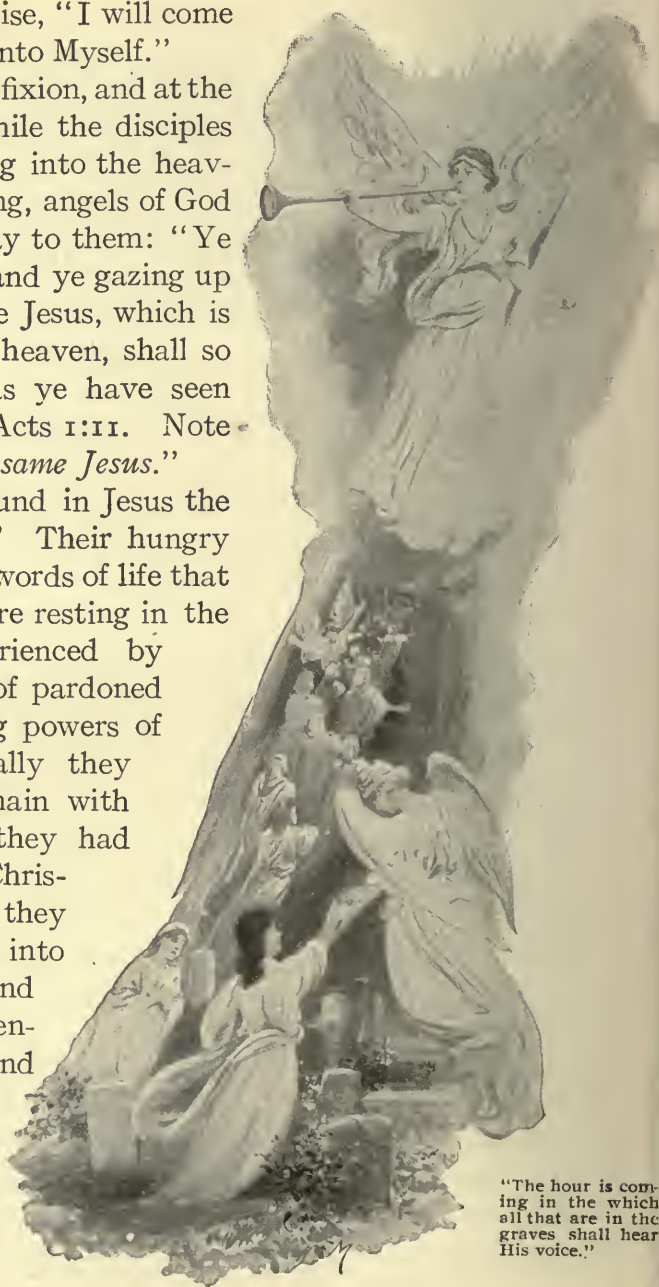 ise, “I will come
nto Myself.”
fixion, and at the
hile the disciples
g into the heav-
ng, angels of God
y to them: “Ye
and ye gazing up
e Jesus, which is
heaven, shall so
as ye have seen
Acts 1:11. Note
same Jesus.”
und in Jesus the
’ Their hungry
words of life that
re resting in the
rienced by
of pardoned
g powers of
ally they
main with
they had
Chris-
they
into
nd
en-
nd
“The hour is com-
ing in the which
all that are in the
graves shall hear
His voice.”